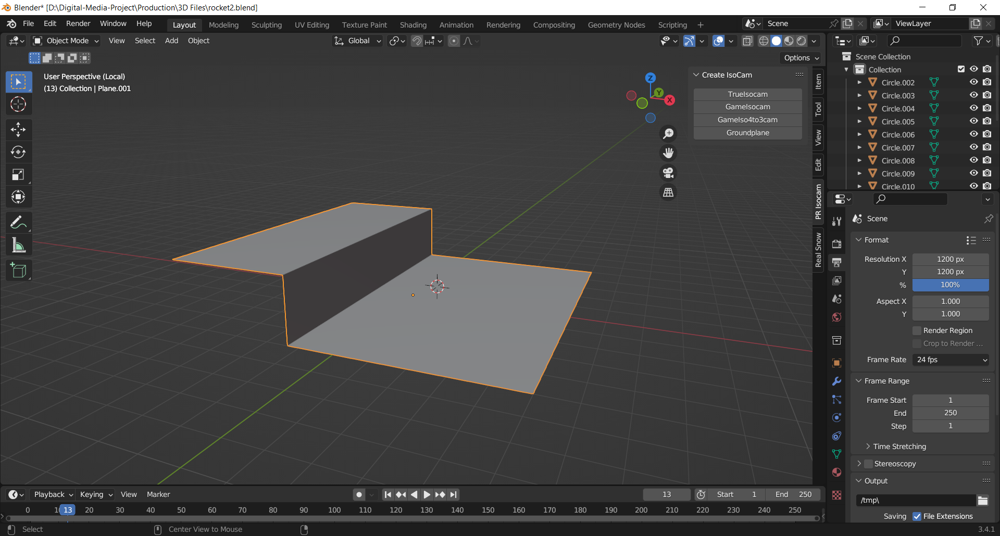 Blender* [D:\Digital-Media-Project\Production\3D Files\rocket2.blend]
File Edit Render Window Help Layout Modeling Sculpting UV Editing Texture Paint Shading Animation Rendering Compositing Geometry Nodes Scripting + Scene ViewLayer
Object Mode View Select Add Object Global
Options
User Perspective (Local)
(13) Collection | Plane.001
Z
Y
X
Create IsoCam
TrueIsocam
GameIsocam
GameIso4to3cam
Groundplane
Item
Tool
View
Edit
PR Isocam
Real Snow
Scene Collection
Collection
Circle.002
Circle.003
Circle.004
Circle.005
Circle.006
Circle.007
Circle.008
Circle.009
Circle.010
Scene
Format
Resolution X 1200 px
Y 1200 px
% 100%
Aspect X 1.000
Y 1.000
Render Region
Crop to Render ...
Frame Rate 24 fps
Frame Range
Frame Start 1
End 250
Step 1
Time Stretching
Stereoscopy
Output
/tmp\
Saving File Extensions
Playback Keying View Marker 13 Start 1 End 250
0 13 20 30 40 50 60 70 80 90 100 110 120 130 140 150 160 170 180 190 200 210 220 230 240 250
Select Center View to Mouse 3.4.1